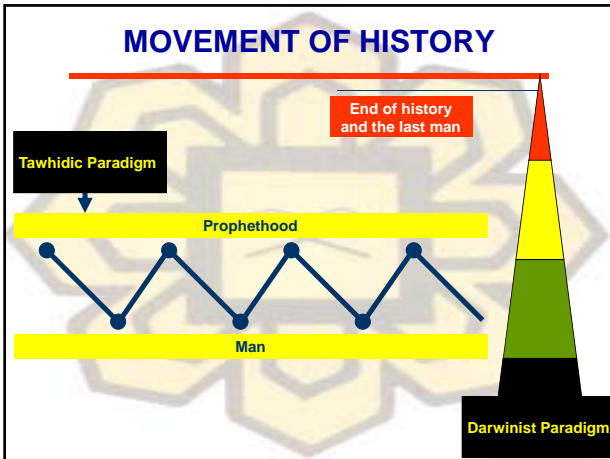 MOVEMENT OF HISTORY
End of history
and the last man
Tawhidic Paradigm
Prophethood
Man
Darwinist Paradigm